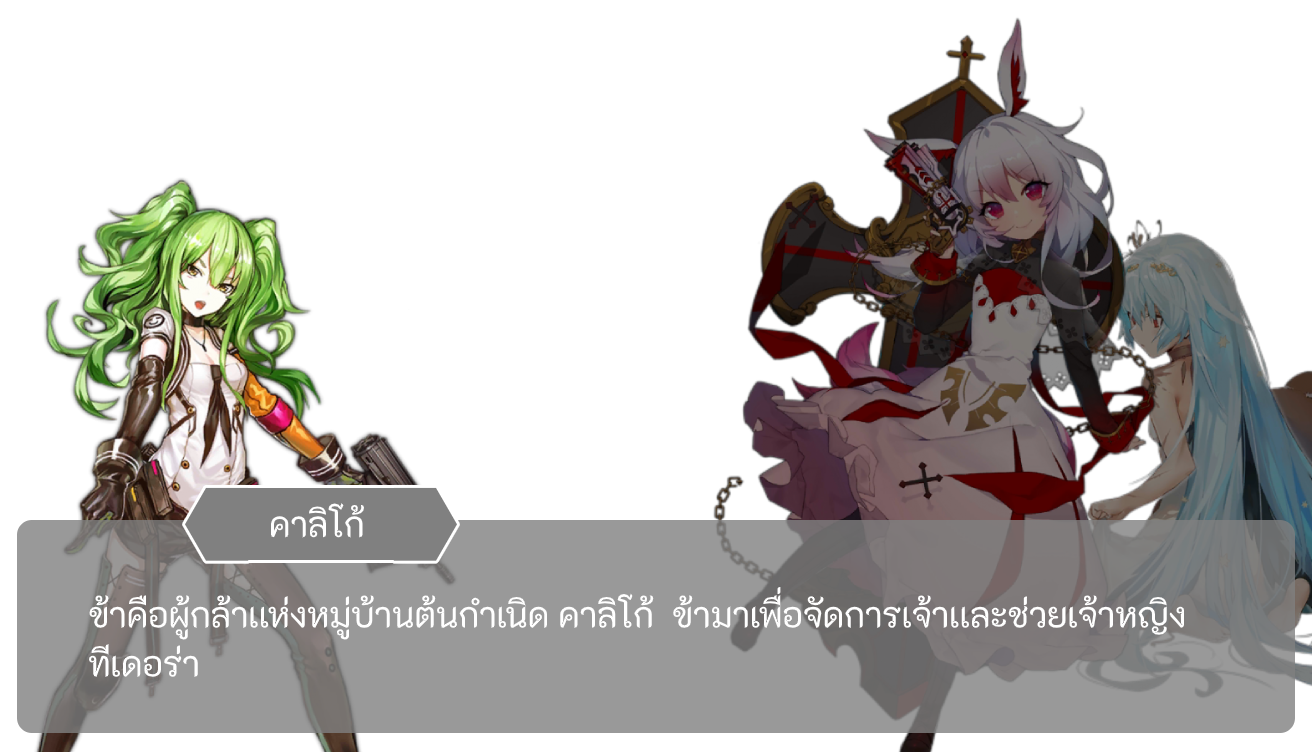 คาลิโก้
ข้าคือผู้กล้าแห่งหมู่บ้านต้นกำเนิด คาลิโก้  ข้ามาเพื่อจัดการเจ้าและช่วยเจ้าหญิง
ทีเดอร่า